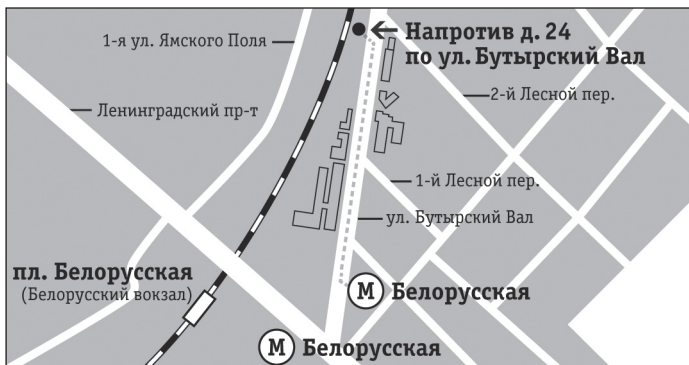 1-я ул. Ямского Поля
Напротив д. 24
по ул. Бутырский Вал
Ленинградский пр-т
2-й Лесной пер.
1-й Лесной пер.
ул. Бутырский Вал
пл. Белорусская
(Белорусский вокзал)
М Белорусская
М Белорусская